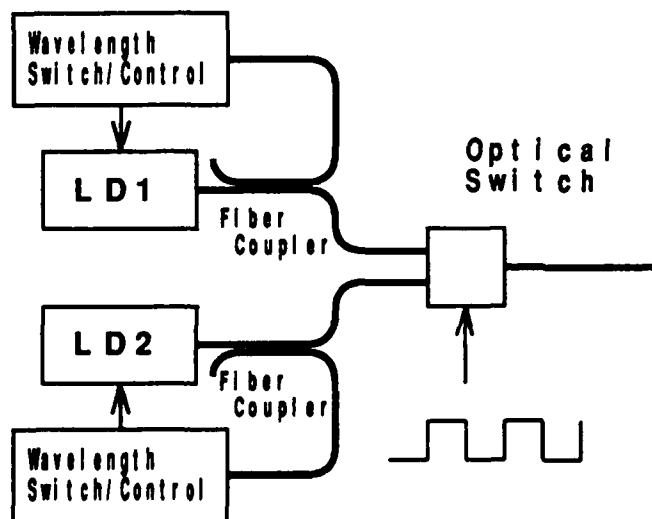 Wavelength
Switch/Control
LD1
Optical
Switch
Fiber
Coupler
LD2
Fiber
Coupler
Wavelength
Switch/Control